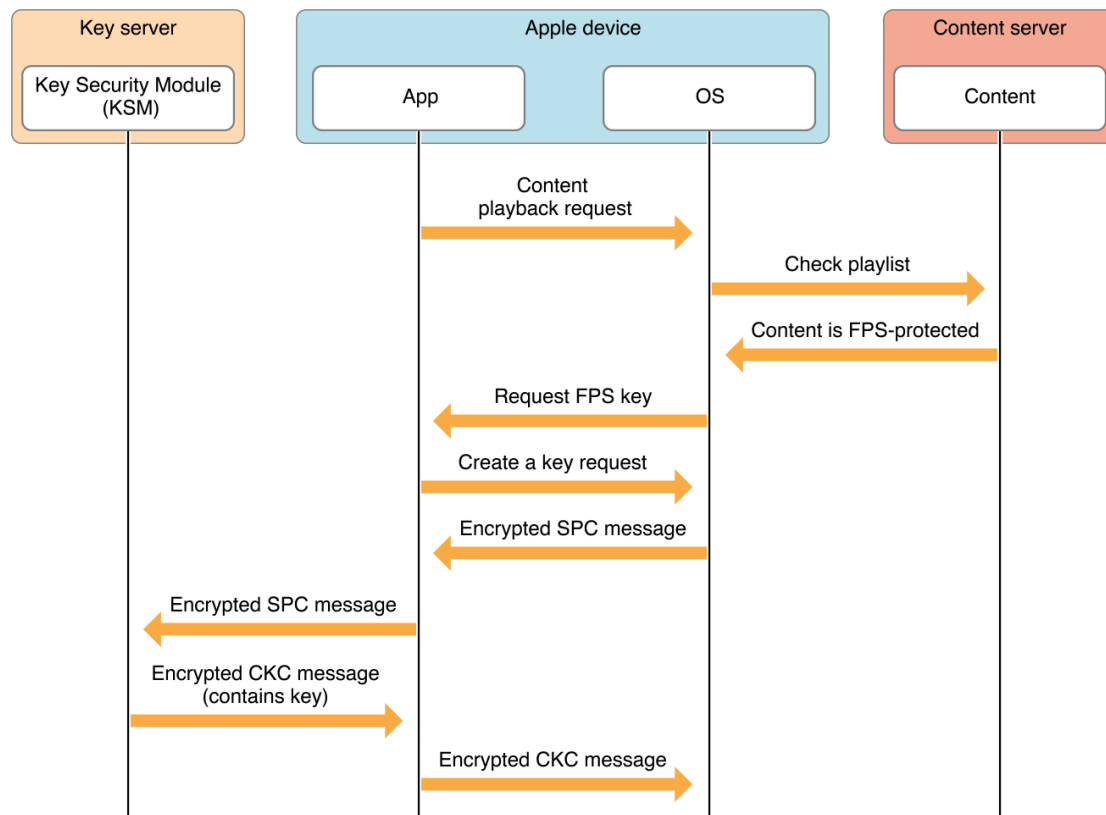 Key server
Apple device
Content server
Key Security Module
(KSM)
App
OS
Content
Content
playback request
Check playlist
Content is FPS-protected
Request FPS key
Create a key request
Encrypted SPC message
Encrypted SPC message
Encrypted CKC message
(contains key)
Encrypted CKC message